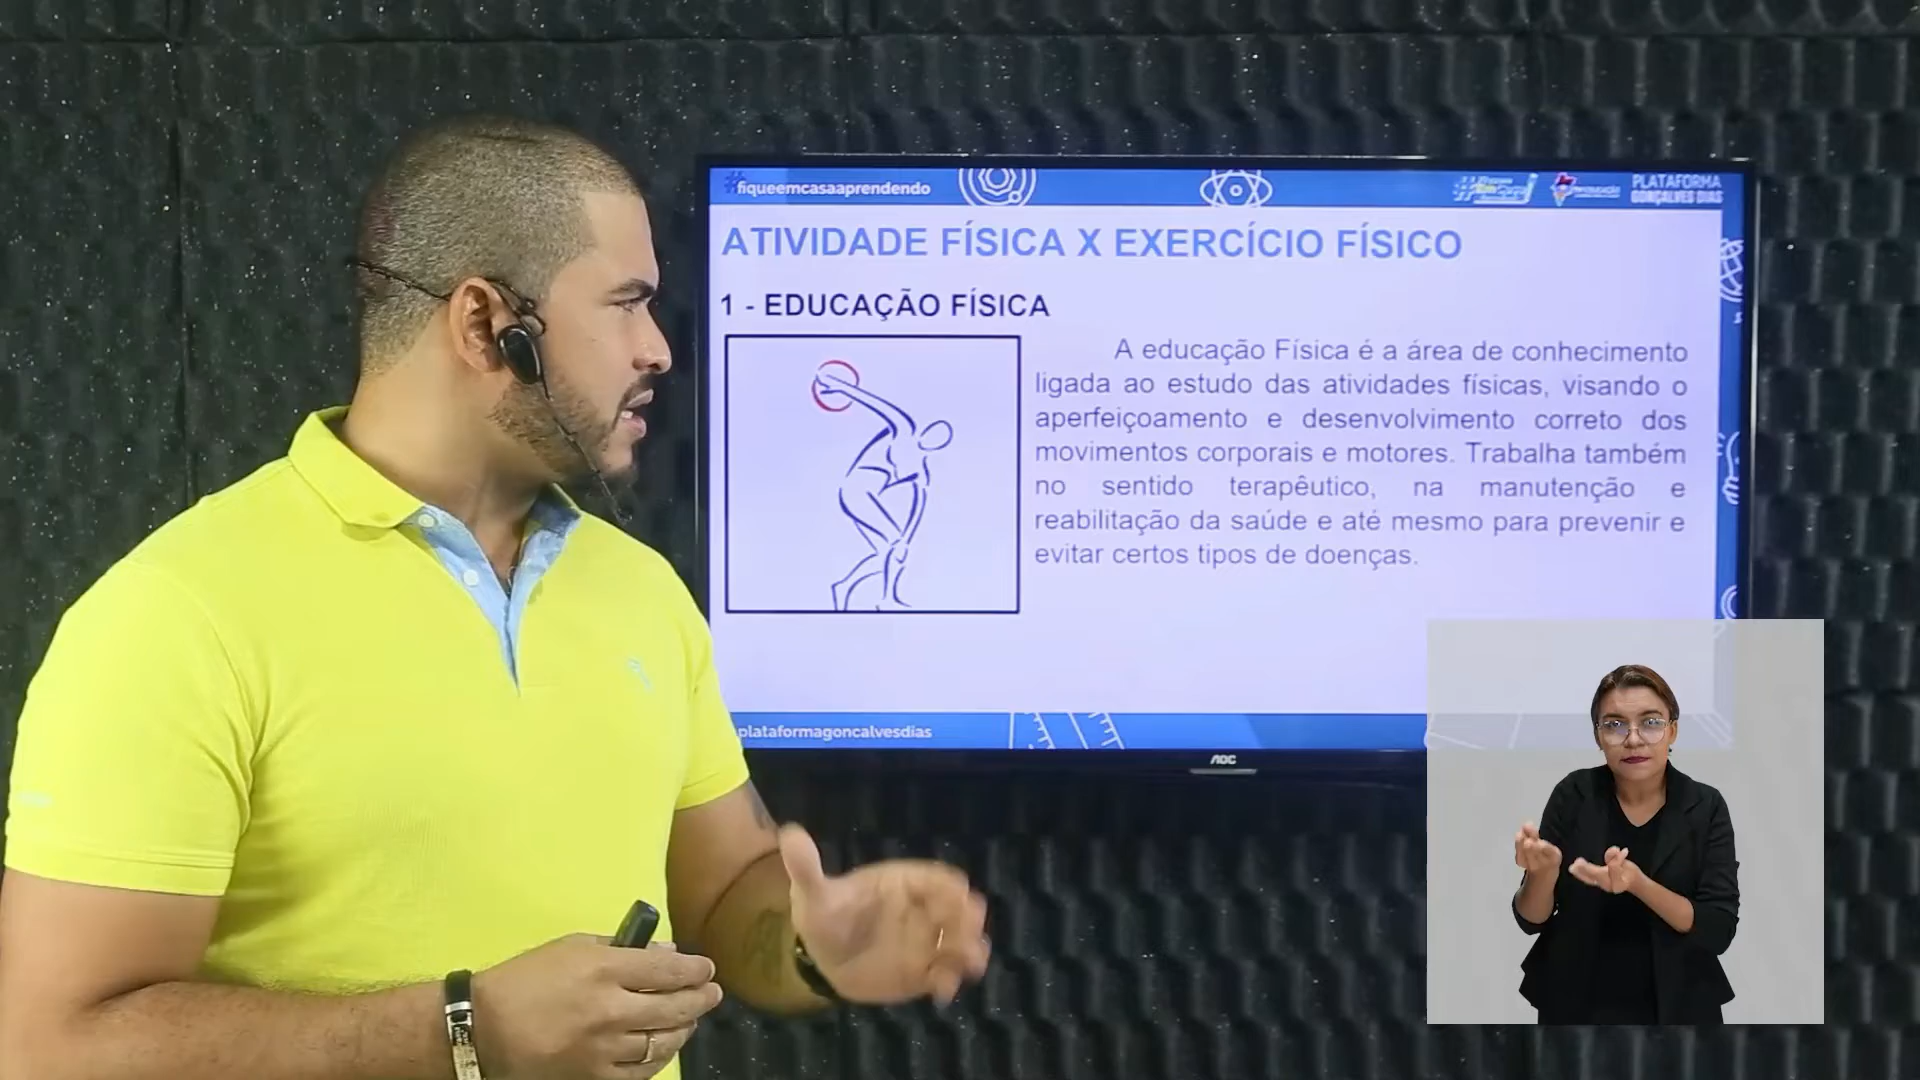 #fiqueemcasaaprendendo
PLATAFORMA
GONÇALVES DIAS
ATIVIDADE FÍSICA X EXERCÍCIO FÍSICO
1 - EDUCAÇÃO FÍSICA
A educação Física é a área de conhecimento
ligada ao estudo das atividades físicas, visando o
aperfeiçoamento e desenvolvimento correto dos
movimentos corporais e motores. Trabalha também
no sentido terapêutico, na manutenção e
reabilitação da saúde e até mesmo para prevenir e
evitar certos tipos de doenças.
plataformagoncalvesdias
AOC